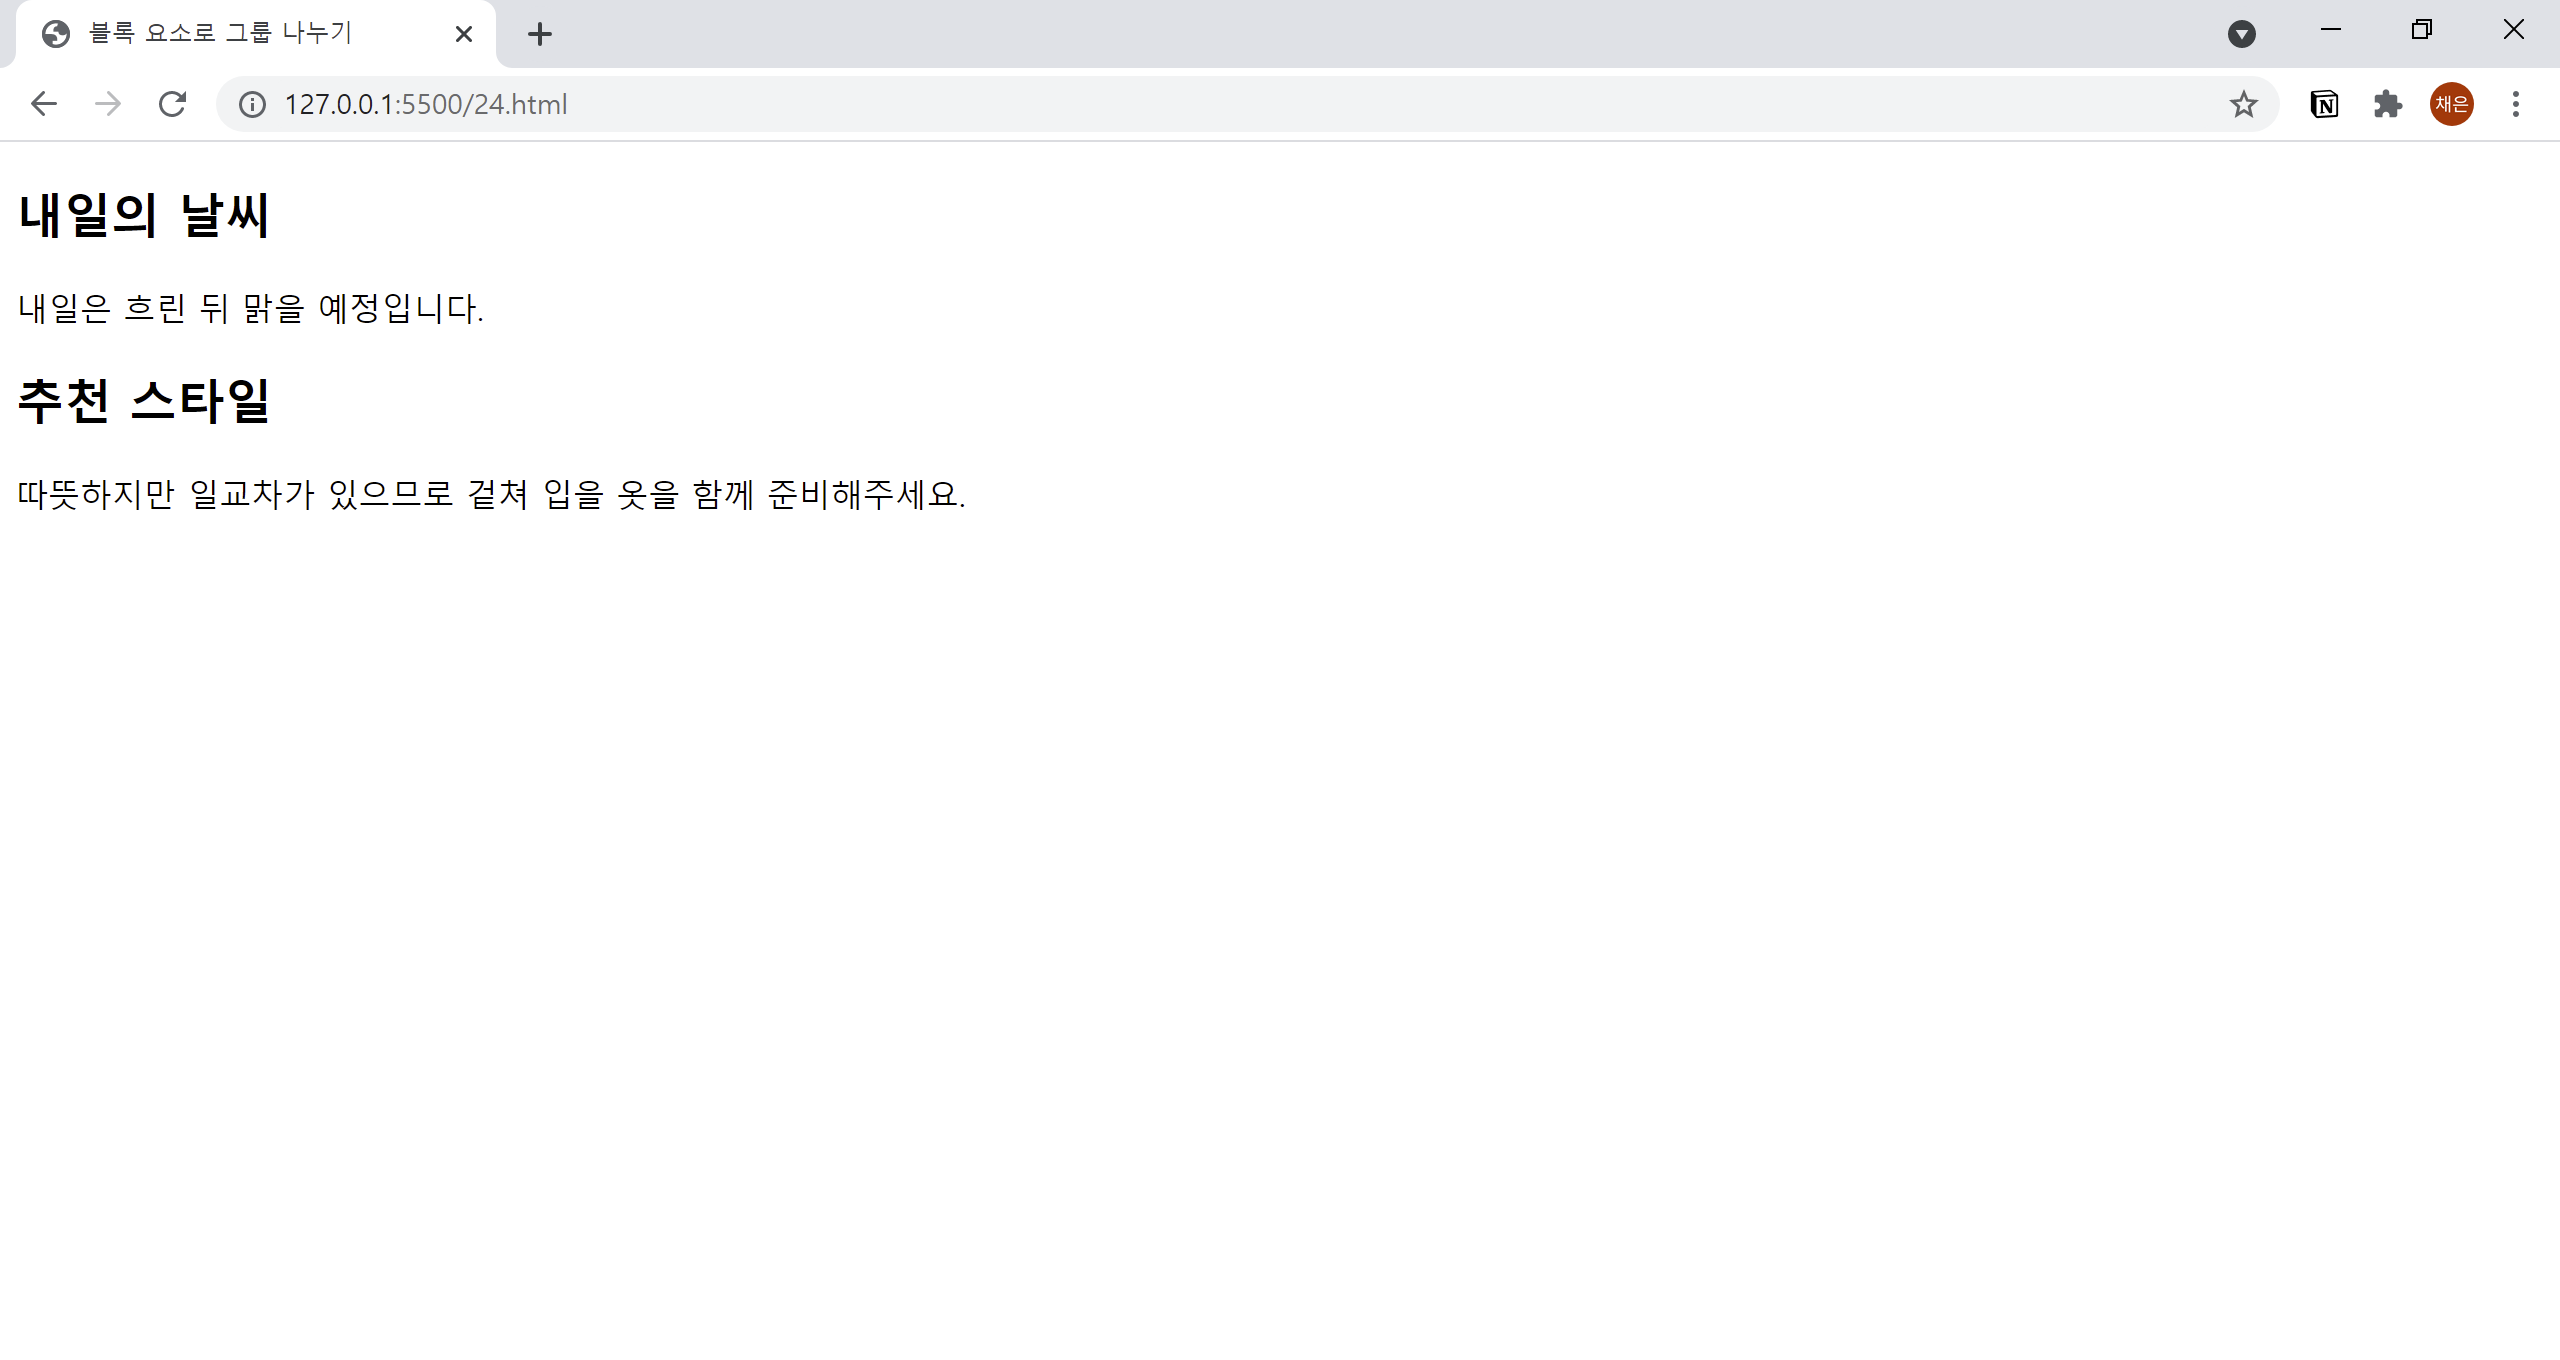 블록 요소로 그룹 나누기
127.0.0.1:5500/24.html
N
채은
내일의 날씨
내일은 흐린 뒤 맑을 예정입니다.
추천 스타일
따뜻하지만 일교차가 있으므로 겉쳐 입을 옷을 함께 준비해주세요.